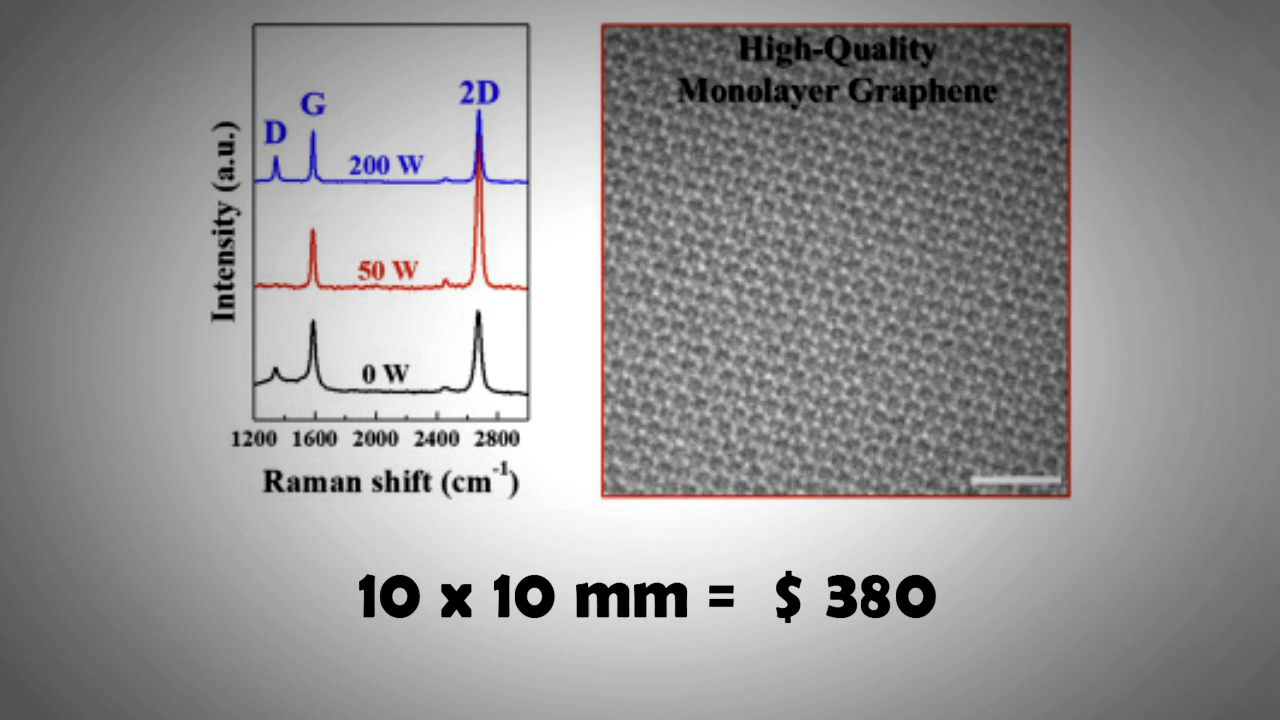 D
G
2D
200 W
50 W
0 W
Intensity (a.u.)
1200 1600 2000 2400 2800
Raman shift (cm⁻¹)
High-Quality
Monolayer Graphene
10 x 10 mm = $ 380